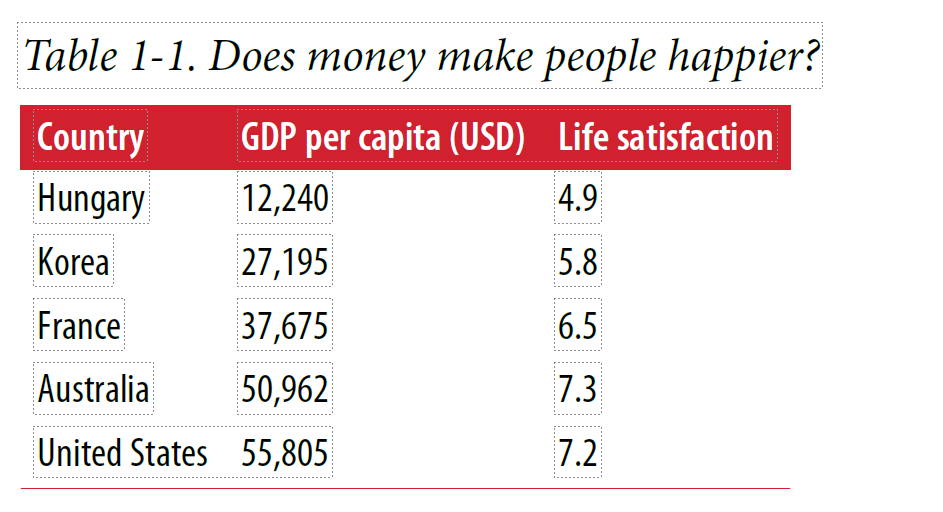 Table 1-1. Does money make people happier?
Country GDP per capita (USD) Life satisfaction
Hungary 12,240 4.9
Korea 27,195 5.8
France 37,675 6.5
Australia 50,962 7.3
United States 55,805 7.2